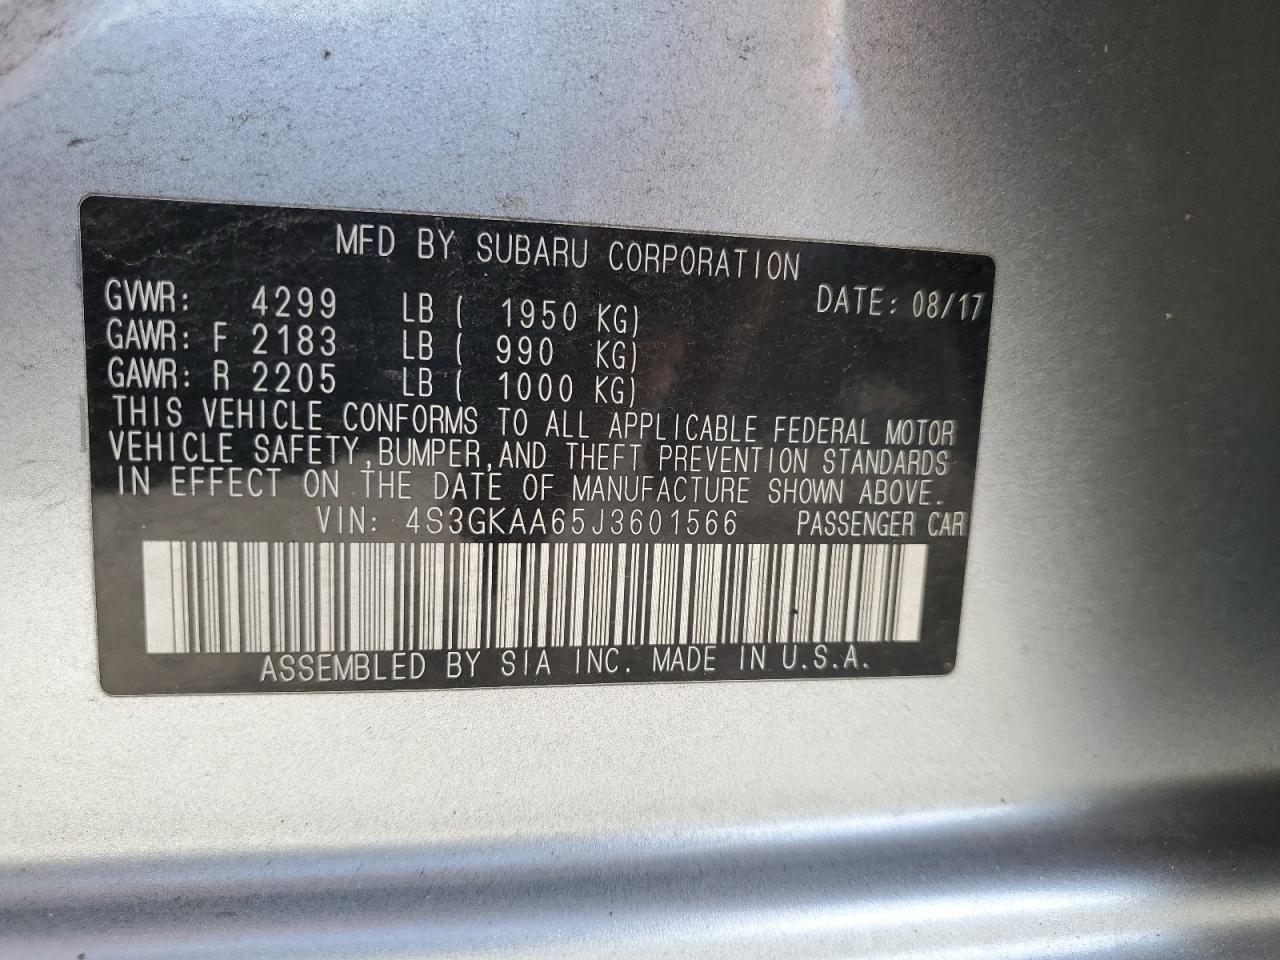 MFD BY SUBARU CORPORATION
DATE: 08/17
GVWR: 4299 LB ( 1950 KG)
GAWR: F 2183 LB ( 990 KG)
GAWR: R 2205 LB ( 1000 KG)
THIS VEHICLE CONFORMS TO ALL APPLICABLE FEDERAL MOTOR
VEHICLE SAFETY,BUMPER,AND THEFT PREVENTION STANDARDS
IN EFFECT ON THE DATE OF MANUFACTURE SHOWN ABOVE.
VIN: 4S3GKAA65J3601566 PASSENGER CAR
ASSEMBLED BY SIA INC. MADE IN U.S.A.